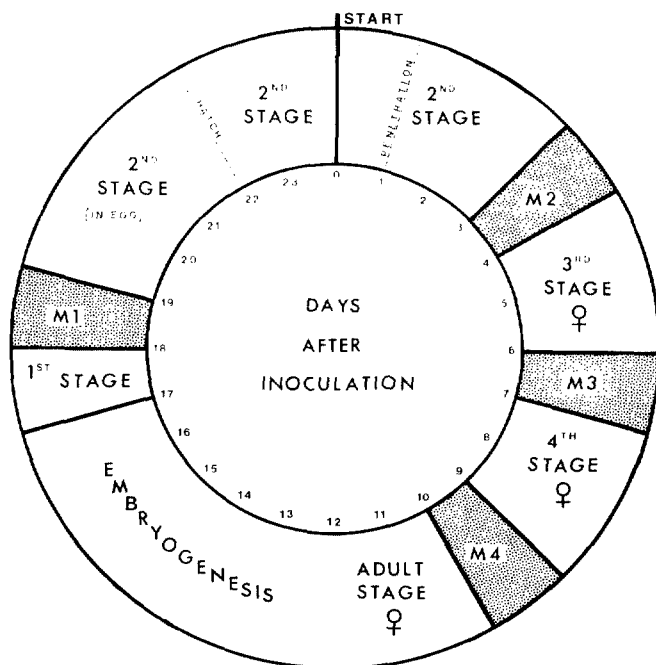 START
2ND
STAGE
PENETRATION
M2
3RD
STAGE
♀
M3
4TH
STAGE
♀
M4
ADULT
STAGE
♀
EMBRYOGENESIS
1ST STAGE
M1
2ND
STAGE
(IN EGG)
HATCH
2ND
STAGE
0
1
2
3
4
5
6
7
8
9
10
11
12
13
14
15
16
17
18
19
20
21
22
23
DAYS
AFTER
INOCULATION